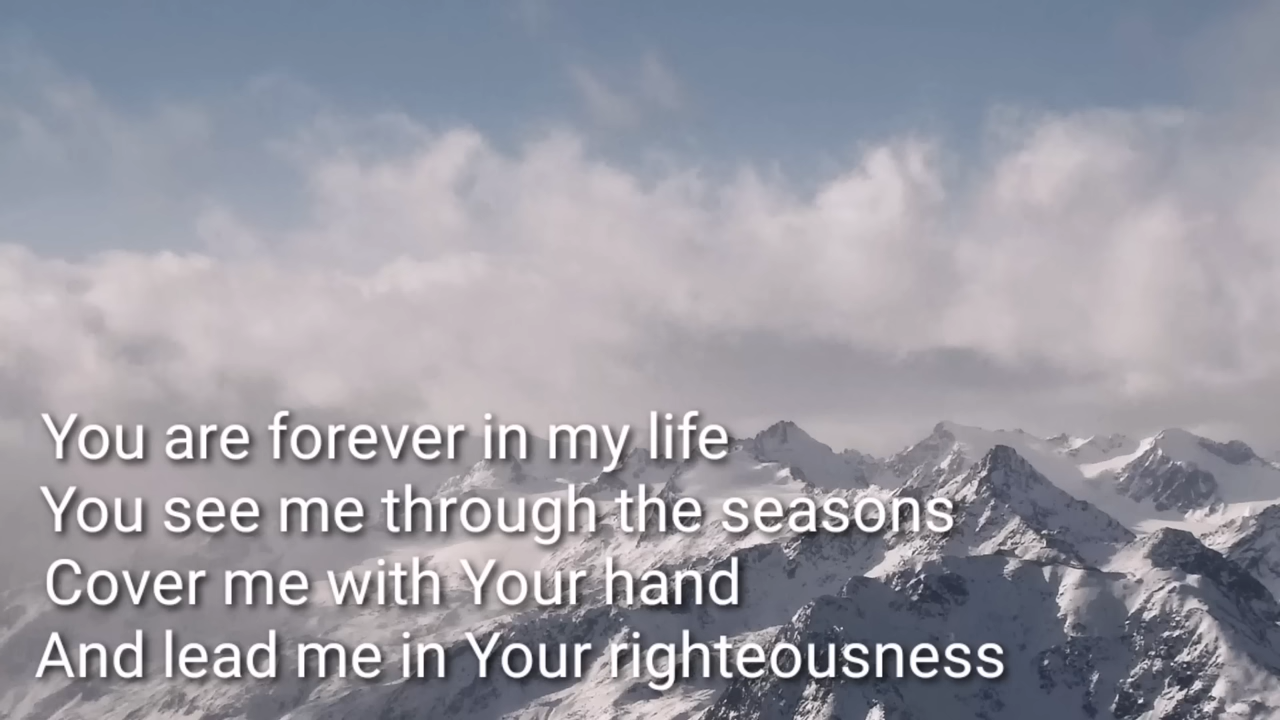 You are forever in my life
You see me through the seasons
Cover me with Your hand
And lead me in Your righteousness